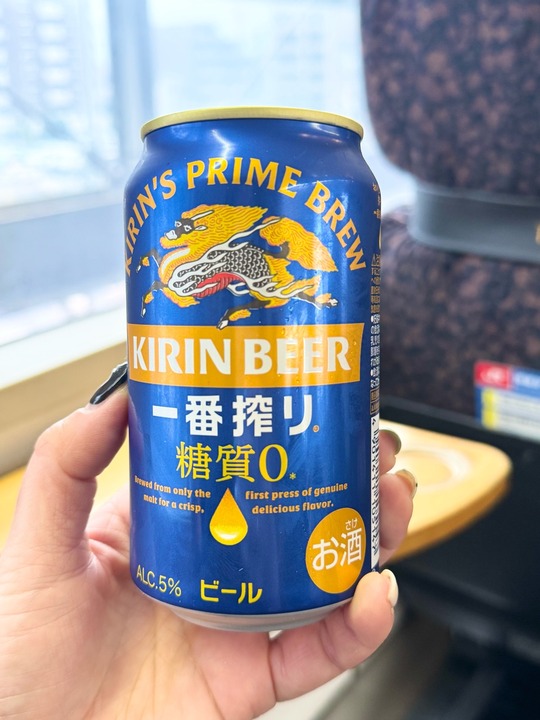 KIRIN'S PRIME BREW
KIRIN BEER
一番搾り®
糖質0*
Brewed from only the first press of genuine
malt for a crisp, delicious flavor.
さけ
お酒
ALC.5% ビール